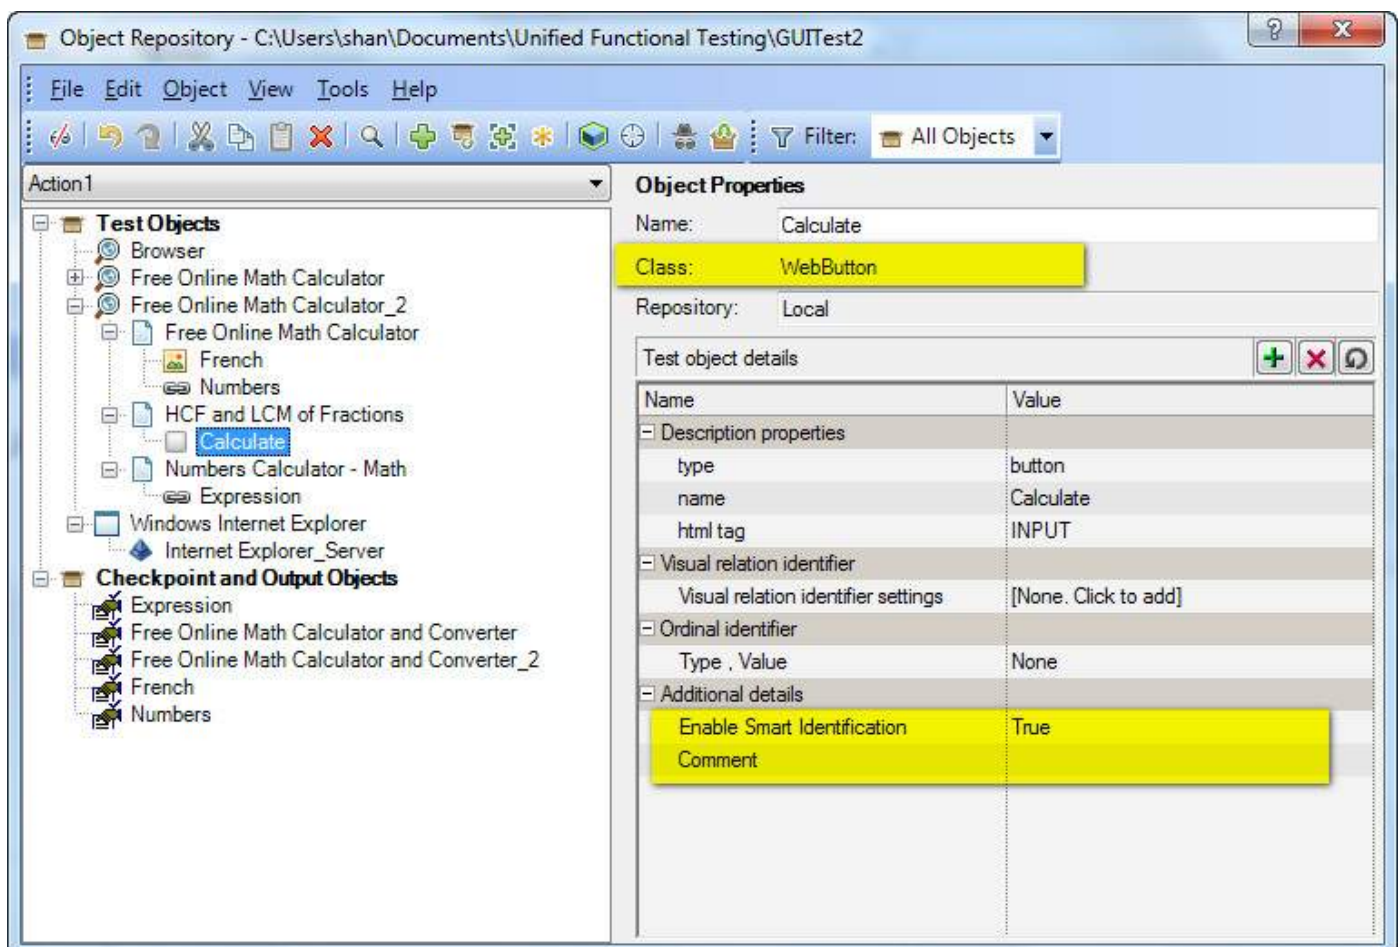 Object Repository - C:\Users\shan\Documents\Unified Functional Testing\GUITest2
File Edit Object View Tools Help
Filter: All Objects
Action1
Test Objects
Browser
Free Online Math Calculator
Free Online Math Calculator_2
Free Online Math Calculator
French
Numbers
HCF and LCM of Fractions
Calculate
Numbers Calculator - Math
Expression
Windows Internet Explorer
Internet Explorer_Server
Checkpoint and Output Objects
Expression
Free Online Math Calculator and Converter
Free Online Math Calculator and Converter_2
French
Numbers
Object Properties
Name: Calculate
Class: WebButton
Repository: Local
Test object details
Name Value
Description properties
type button
name Calculate
html tag INPUT
Visual relation identifier
Visual relation identifier settings [None. Click to add]
Ordinal identifier
Type , Value None
Additional details
Enable Smart Identification True
Comment